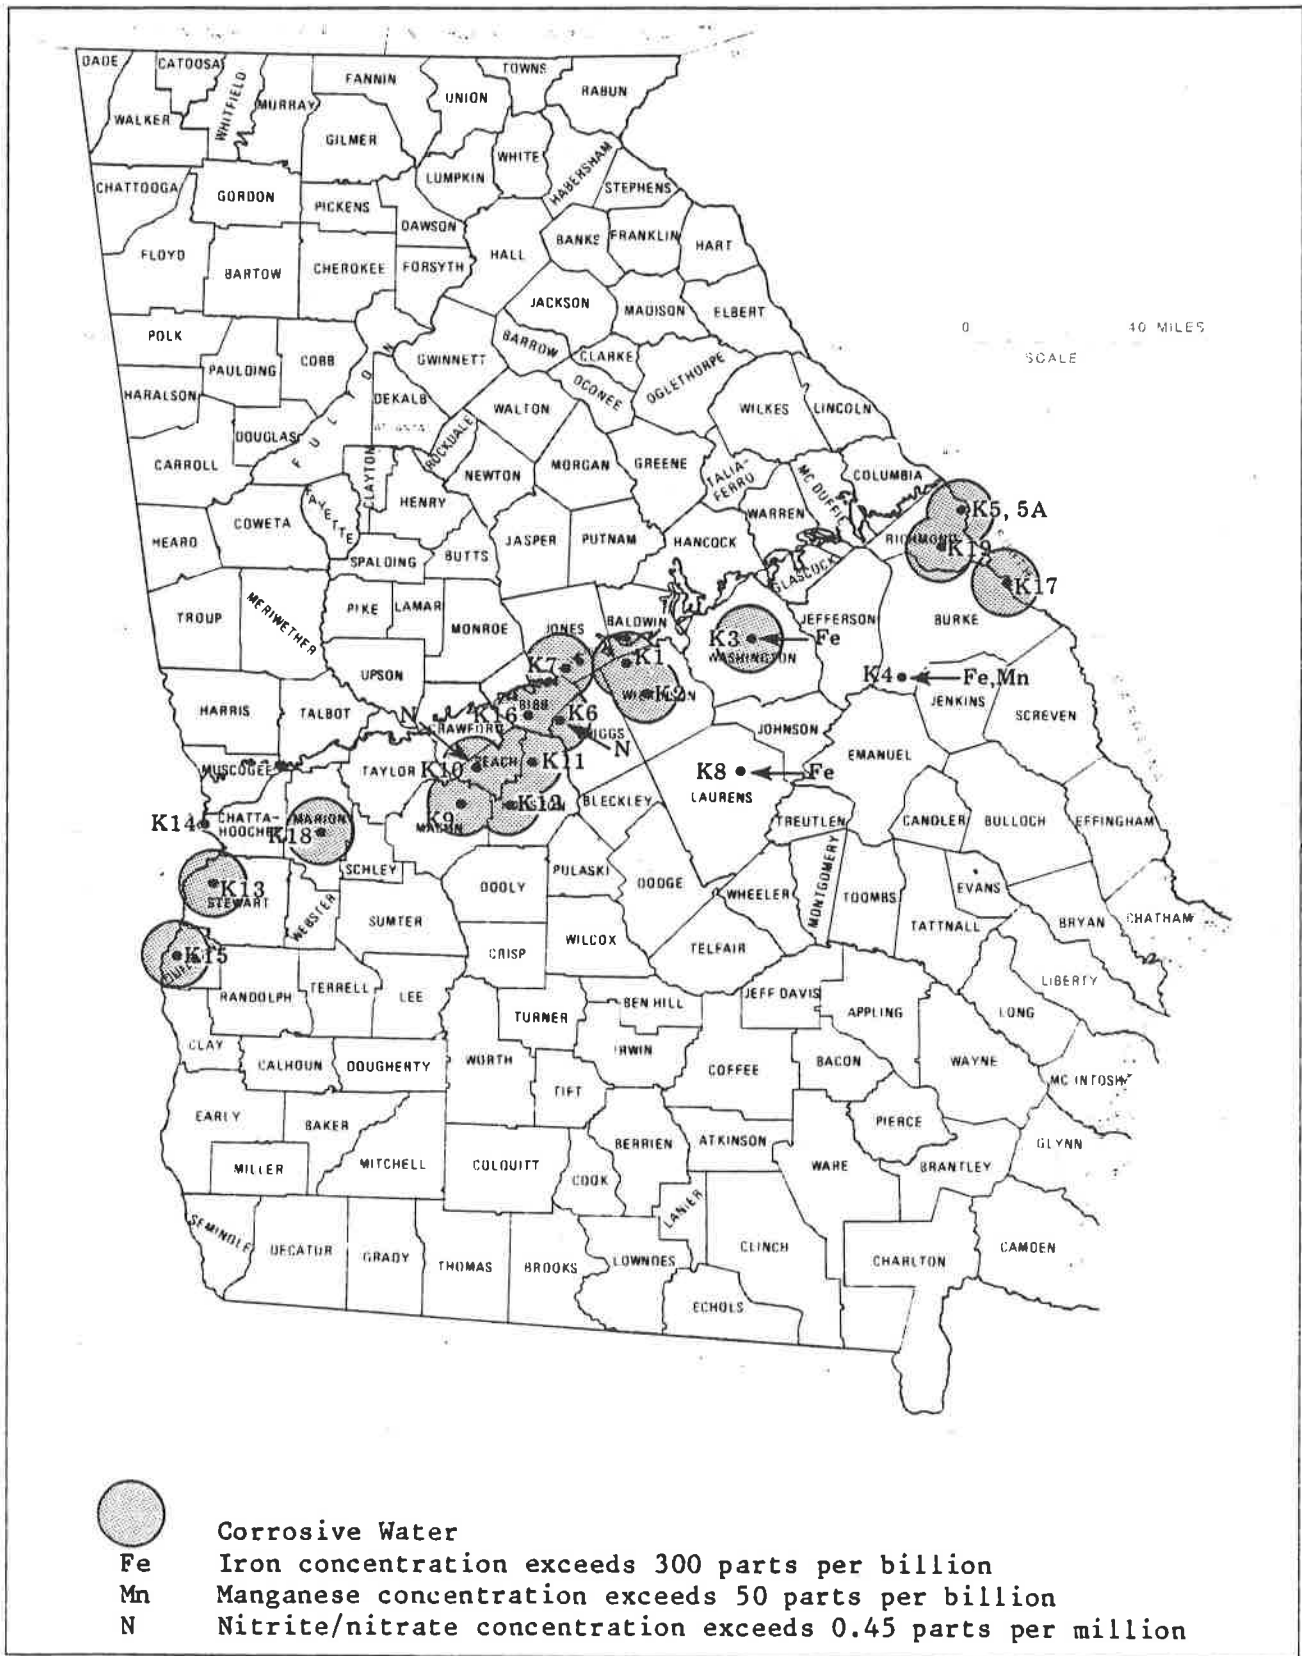 DADE
CATOOSA
WHITFIELD
MURRAY
FANNIN
UNION
TOWNS
RABUN
WALKER
GILMER
WHITE
HABERSHAM
LUMPKIN
STEPHENS
CHATTOOGA
GORDON
PICKENS
DAWSON
BANKS
FRANKLIN
HART
FLOYD
BARTOW
CHEROKEE
FORSYTH
HALL
JACKSON
MADISON
ELBERT
0 40 MILES
SCALE
POLK
PAULDING
COBB
GWINNETT
BARROW
CLARKE
OCONEE
OGLETHORPE
HARALSON
FULTON
DEKALB
ATLANTA
WALTON
WILKES
LINCOLN
DOUGLAS
ROCKDALE
CARROLL
CLAYTON
NEWTON
MORGAN
GREENE
TALIA-
FERRO
MC DUFFIE
COLUMBIA
HENRY
FAYETTE
COWETA
WARREN
K5, 5A
HEARD
SPALDING
BUTTS
JASPER
PUTNAM
HANCOCK
RICHMOND
K19
GLASCOCK
K17
TROUP
MERIWETHER
PIKE
LAMAR
MONROE
JONES
BALDWIN
JEFFERSON
BURKE
K3
Fe
WASHINGTON
K7
K1
UPSON
K4
Fe,Mn
K2
JENKINS
HARRIS
TALBOT
N
K16
BIBB
K6
CRAWFORD
N
JOHNSON
SCREVEN
EMANUEL
MUSCOGEE
TAYLOR
K10
PEACH
K11
K8
Fe
LAURENS
K14
CHATTA-
HOOCHEE
MARION
K18
K9
MACON
K12
BLECKLEY
TREUTLEN
CANDLER
BULLOCH
EFFINGHAM
SCHLEY
DOOLY
PULASKI
DODGE
WHEELER
MONTGOMERY
TOOMBS
EVANS
K13
STEWART
WEBSTER
SUMTER
TATTNALL
BRYAN
CHATHAM
K15
CRISP
WILCOX
TELFAIR
RANDOLPH
TERRELL
LEE
TURNER
BEN HILL
JEFF DAVIS
APPLING
LIBERTY
LONG
CLAY
CALHOUN
DOUGHERTY
WORTH
IRWIN
COFFEE
BACON
WAYNE
MC INTOSH
TIFT
EARLY
BAKER
PIERCE
BERRIEN
ATKINSON
GLYNN
MILLER
MITCHELL
COLQUITT
COOK
WARE
BRANTLEY
LANIER
SEMINOLE
DECATUR
GRADY
THOMAS
BROOKS
LOWNDES
CLINCH
CHARLTON
CAMDEN
ECHOLS
Corrosive Water
Fe Iron concentration exceeds 300 parts per billion
Mn Manganese concentration exceeds 50 parts per billion
N Nitrite/nitrate concentration exceeds 0.45 parts per million